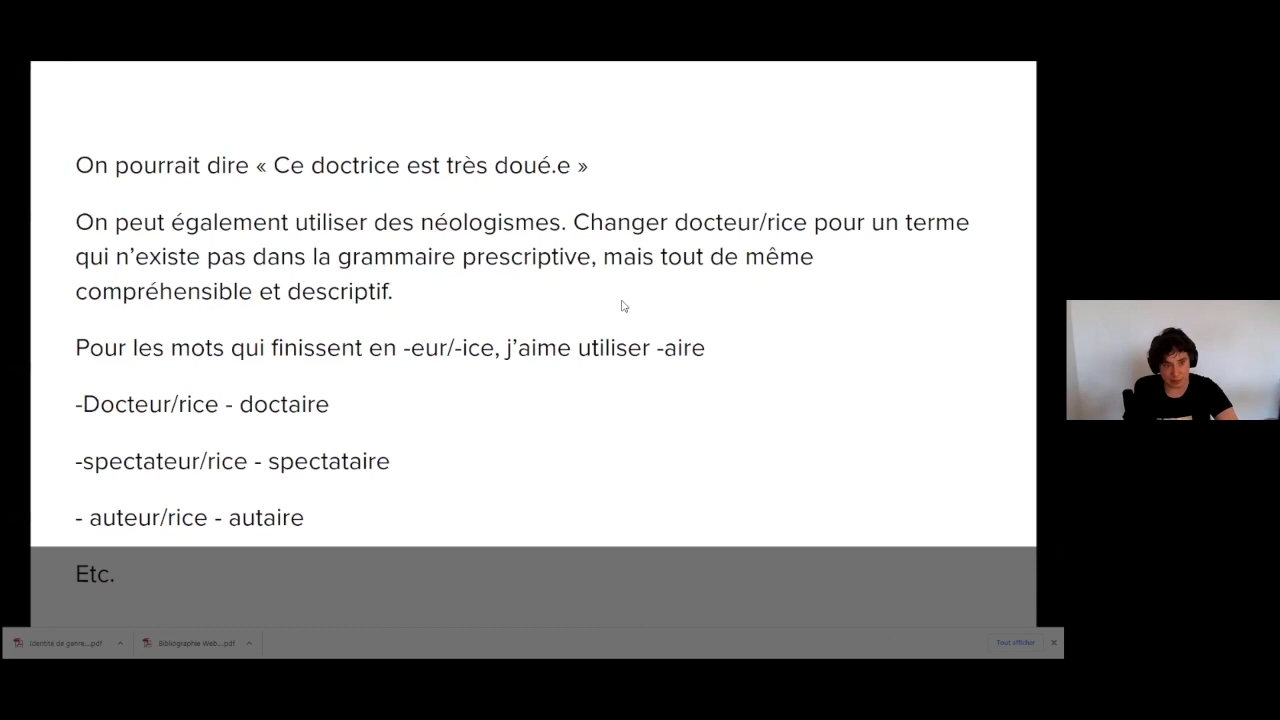 On pourrait dire « Ce doctrice est très doué.e »
On peut également utiliser des néologismes. Changer docteur/rice pour un terme
qui n’existe pas dans la grammaire prescriptive, mais tout de même
compréhensible et descriptif.
Pour les mots qui finissent en -eur/-ice, j’aime utiliser -aire
-Docteur/rice - doctaire
-spectateur/rice - spectataire
- auteur/rice - autaire
Etc.
Identité de genre....pdf
Bibliographie Web....pdf
Tout afficher